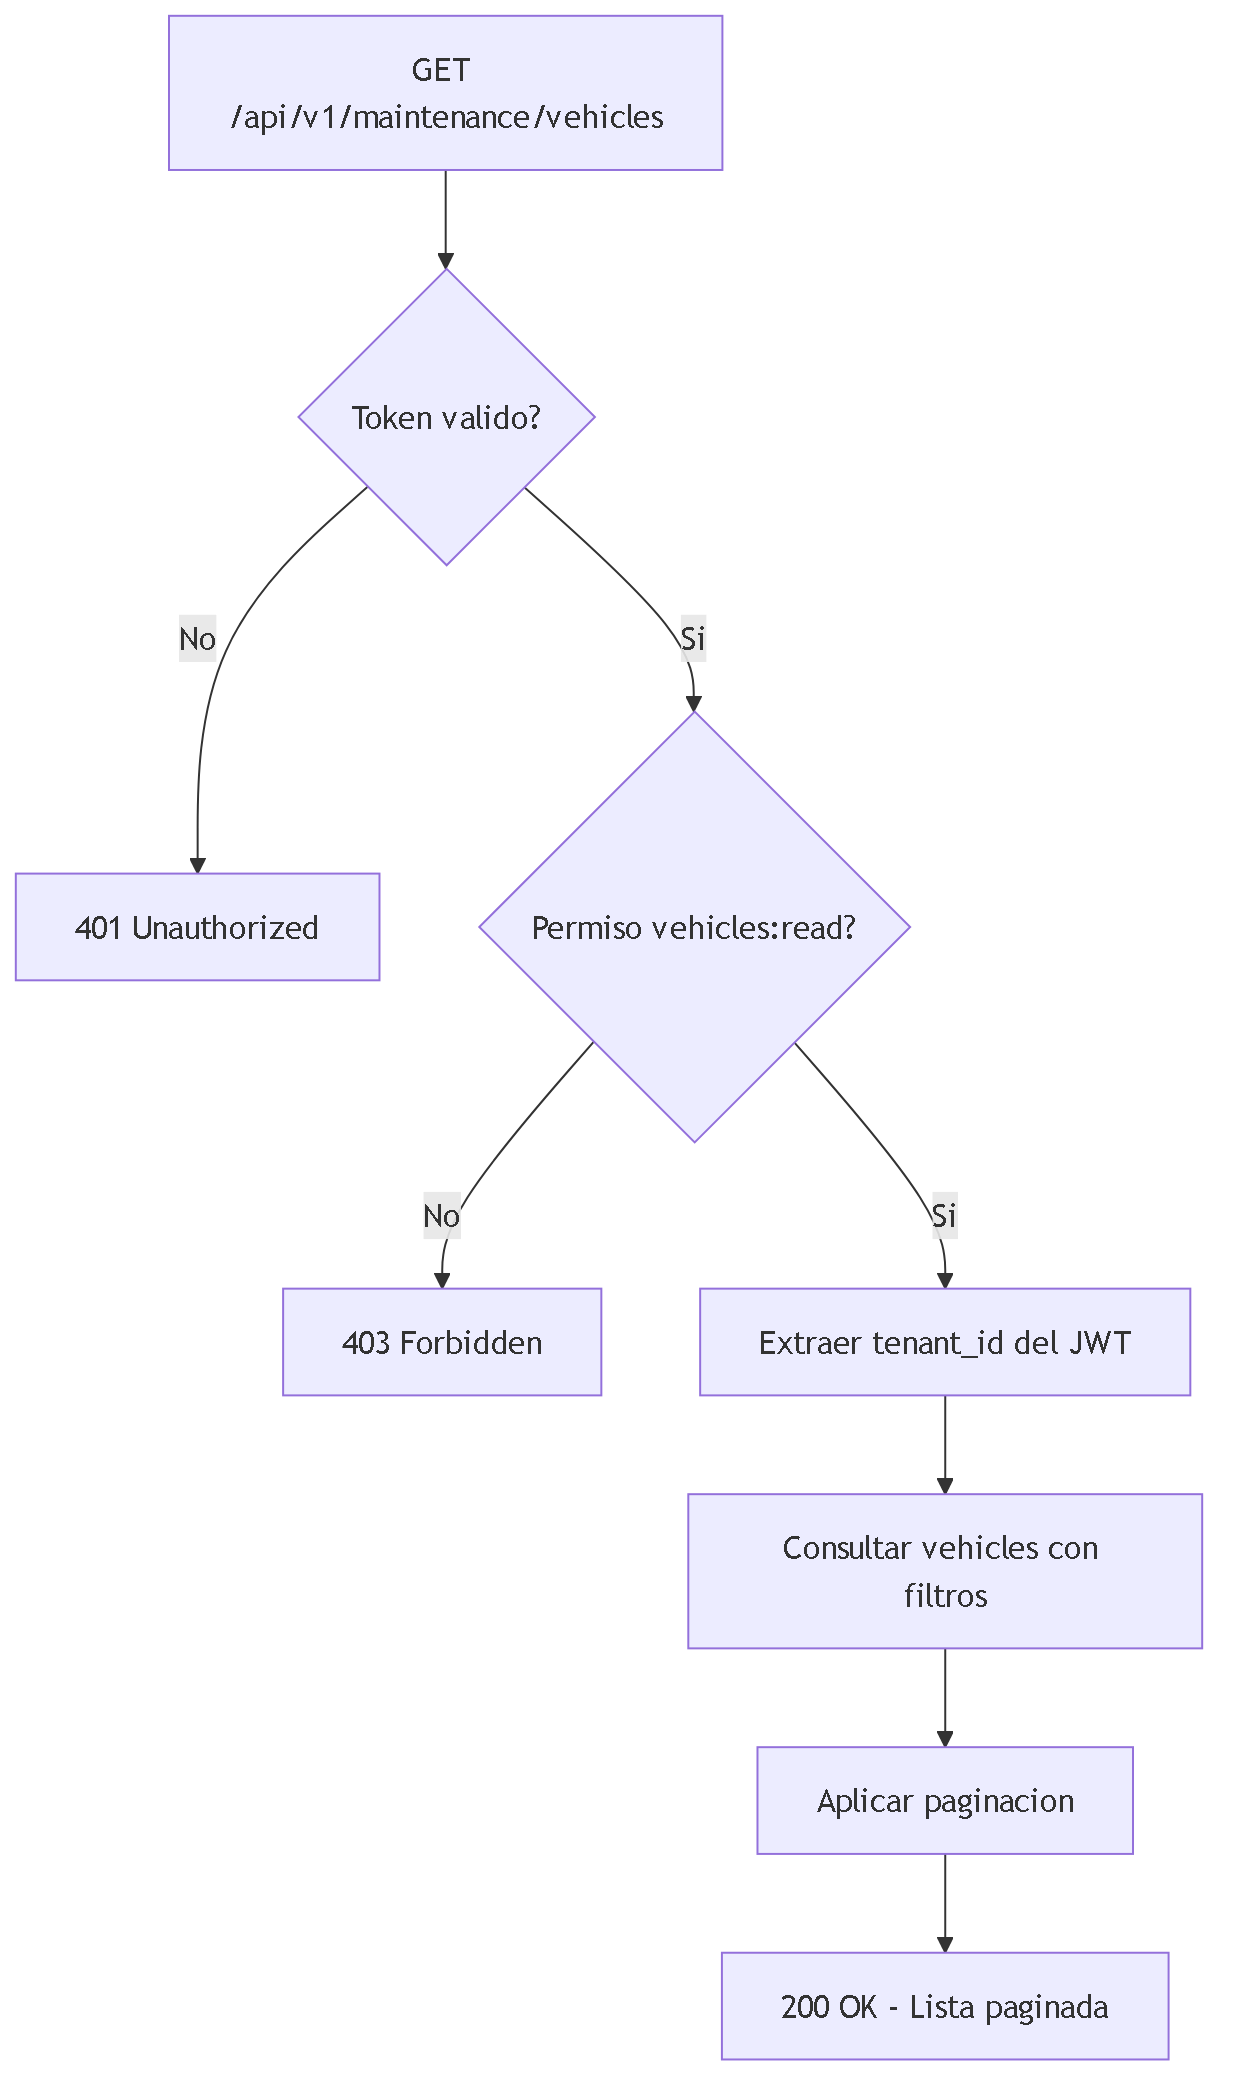 GET
/api/v1/maintenance/vehicles
Token valido?
No
Si
401 Unauthorized
Permiso vehicles:read?
No
Si
403 Forbidden
Extraer tenant_id del JWT
Consultar vehicles con
filtros
Aplicar paginacion
200 OK - Lista paginada